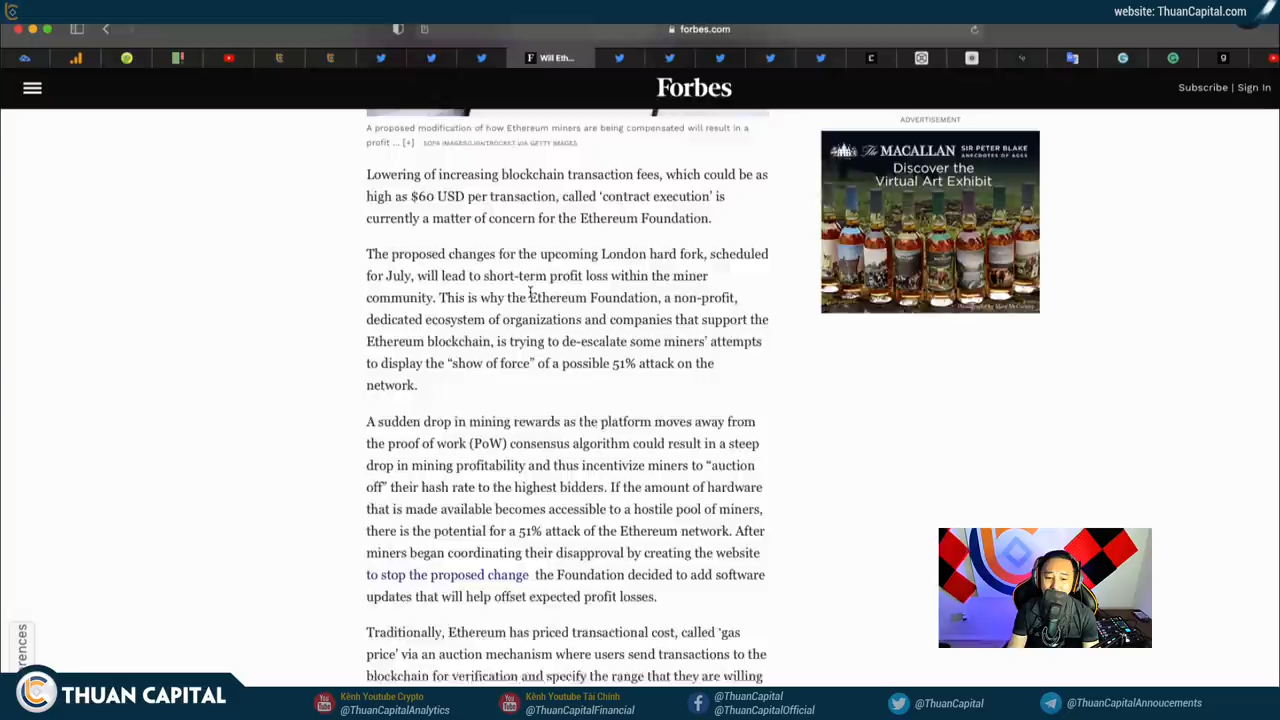 website: ThuanCapital.com
forbes.com
Will Eth...
Forbes
Subscribe | Sign In
A proposed modification of how Ethereum miners are being compensated will result in a
profit ... [+] SOPA IMAGES/LIGHTROCKET VIA GETTY IMAGES
ADVERTISEMENT
The MACALLAN
SIR PETER BLAKE
ANECDOTES OF AGES
Discover the
Virtual Art Exhibit
Lowering of increasing blockchain transaction fees, which could be as
high as $60 USD per transaction, called ‘contract execution’ is
currently a matter of concern for the Ethereum Foundation.
The proposed changes for the upcoming London hard fork, scheduled
for July, will lead to short-term profit loss within the miner
community. This is why the Ethereum Foundation, a non-profit,
dedicated ecosystem of organizations and companies that support the
Ethereum blockchain, is trying to de-escalate some miners’ attempts
to display the “show of force” of a possible 51% attack on the
network.
A sudden drop in mining rewards as the platform moves away from
the proof of work (PoW) consensus algorithm could result in a steep
drop in mining profitability and thus incentivize miners to “auction
off” their hash rate to the highest bidders. If the amount of hardware
that is made available becomes accessible to a hostile pool of miners,
there is the potential for a 51% attack of the Ethereum network. After
miners began coordinating their disapproval by creating the website
to stop the proposed change the Foundation decided to add software
updates that will help offset expected profit losses.
Traditionally, Ethereum has priced transactional cost, called ‘gas
price’ via an auction mechanism where users send transactions to the
blockchain for verification and specify the range that they are willing
THUAN CAPITAL
Kênh Youtube Crypto
@ThuanCapitalAnalytics
Kênh Youtube Tài Chính
@ThuanCapitalFinancial
@ThuanCapital
@ThuanCapitalOfficial
@ThuanCapital
@ThuanCapitalAnnoucements